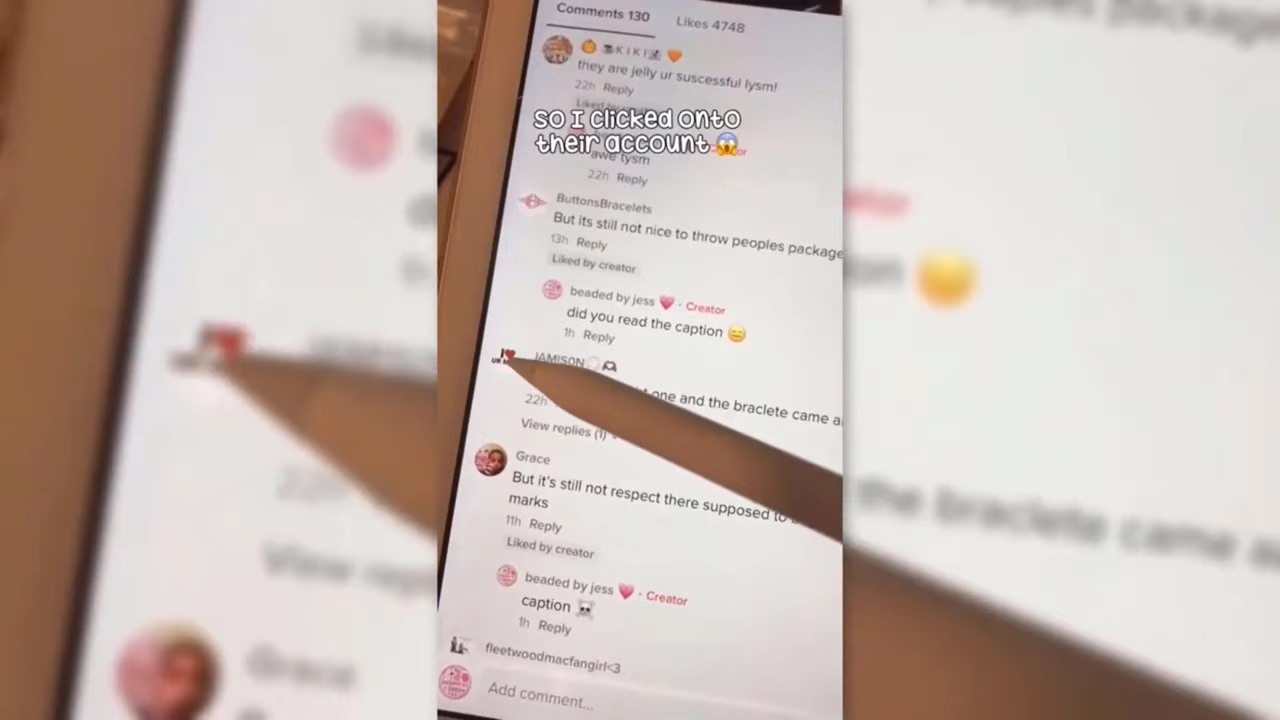 Comments 130 Likes 4748
KIKI
they are jelly ur suscessful lysm!
22h Reply
Liked by
so I clicked onto
their account
awe tysm
22h Reply
ButtonsBracelets
But its still not nice to throw peoples package
13h Reply
Liked by creator
beaded by jess · Creator
did you read the caption
1h Reply
JAMISON
one and the braclete came a
22h
View replies (1)
Grace
But it's still not respect there supposed to
marks
11h Reply
Liked by creator
beaded by jess · Creator
caption
1h Reply
fleetwoodmacfangirl<3
Add comment...